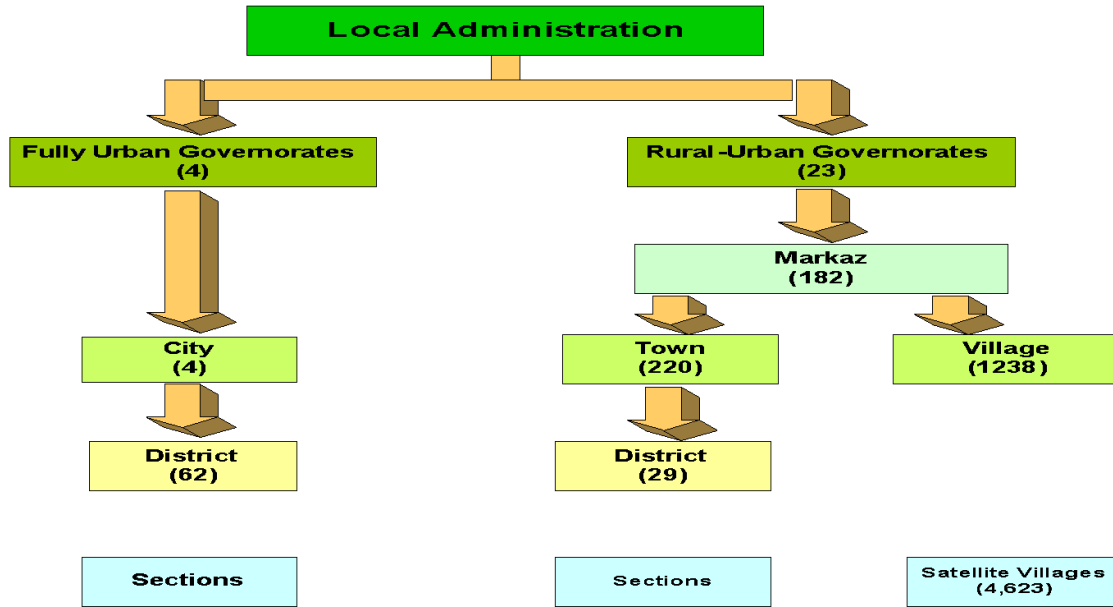 Local Administration
Fully Urban Governorates
(4)
Rural-Urban Governorates
(23)
Markaz
(182)
City
(4)
Town
(220)
Village
(1238)
District
(62)
District
(29)
Sections
Sections
Satellite Villages
(4,623)